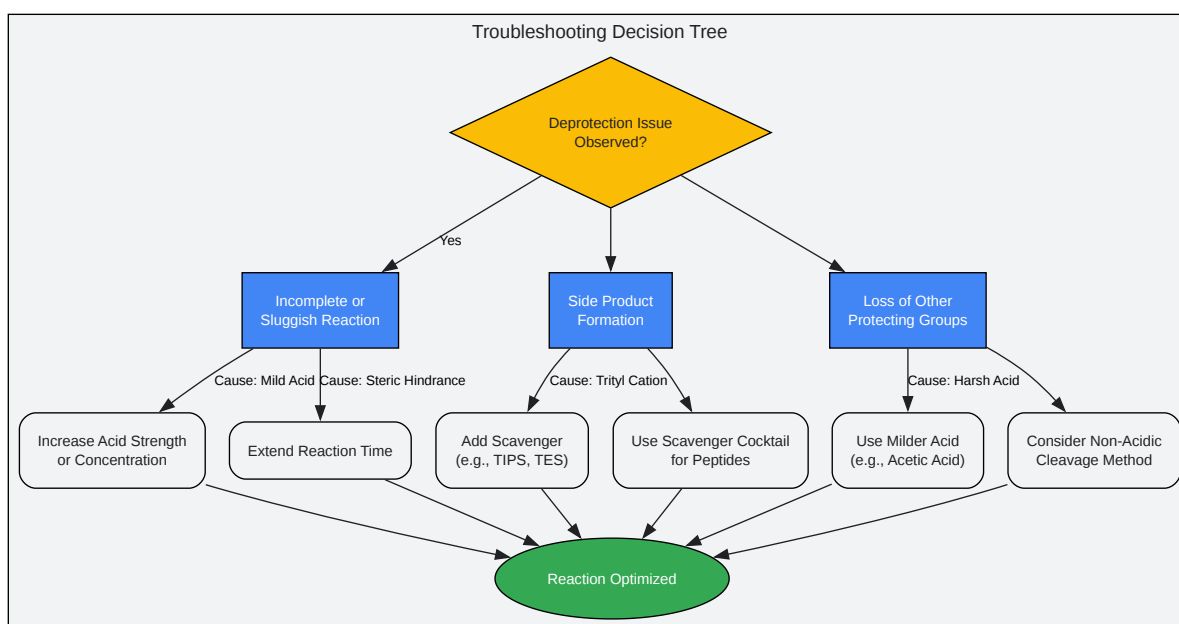 Troubleshooting Decision Tree
Deprotection Issue
Observed?
Yes
Incomplete or
Sluggish Reaction
Side Product
Formation
Loss of Other
Protecting Groups
Cause: Mild Acid
Cause: Steric Hindrance
Cause: Trityl Cation
Cause: Harsh Acid
Increase Acid Strength
or Concentration
Extend Reaction Time
Add Scavenger
(e.g., TIPS, TES)
Use Scavenger Cocktail
for Peptides
Use Milder Acid
(e.g., Acetic Acid)
Consider Non-Acidic
Cleavage Method
Reaction Optimized